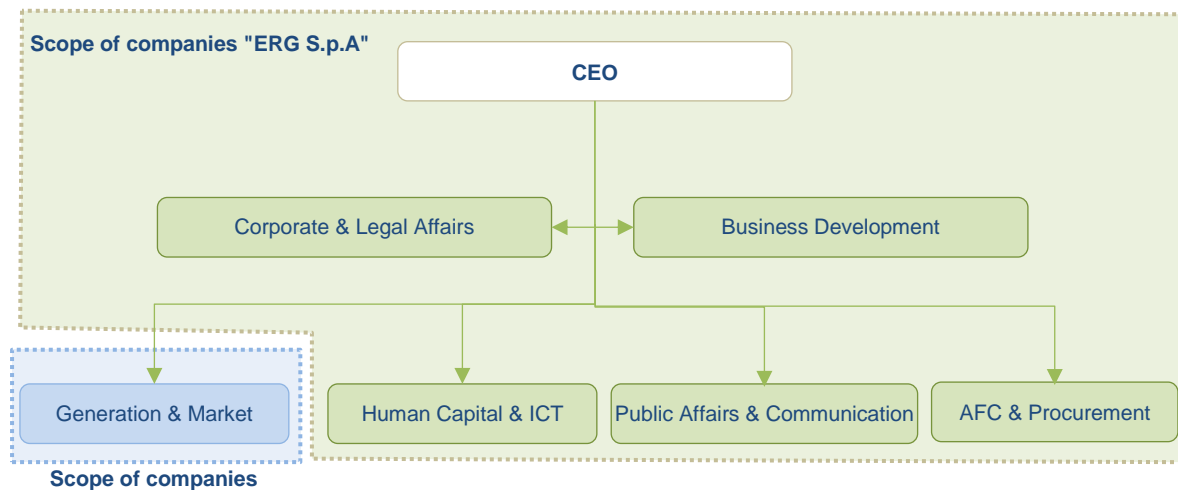 Scope of companies "ERG S.p.A"
CEO
Corporate & Legal Affairs
Business Development
Generation & Market
Human Capital & ICT
Public Affairs & Communication
AFC & Procurement
Scope of companies